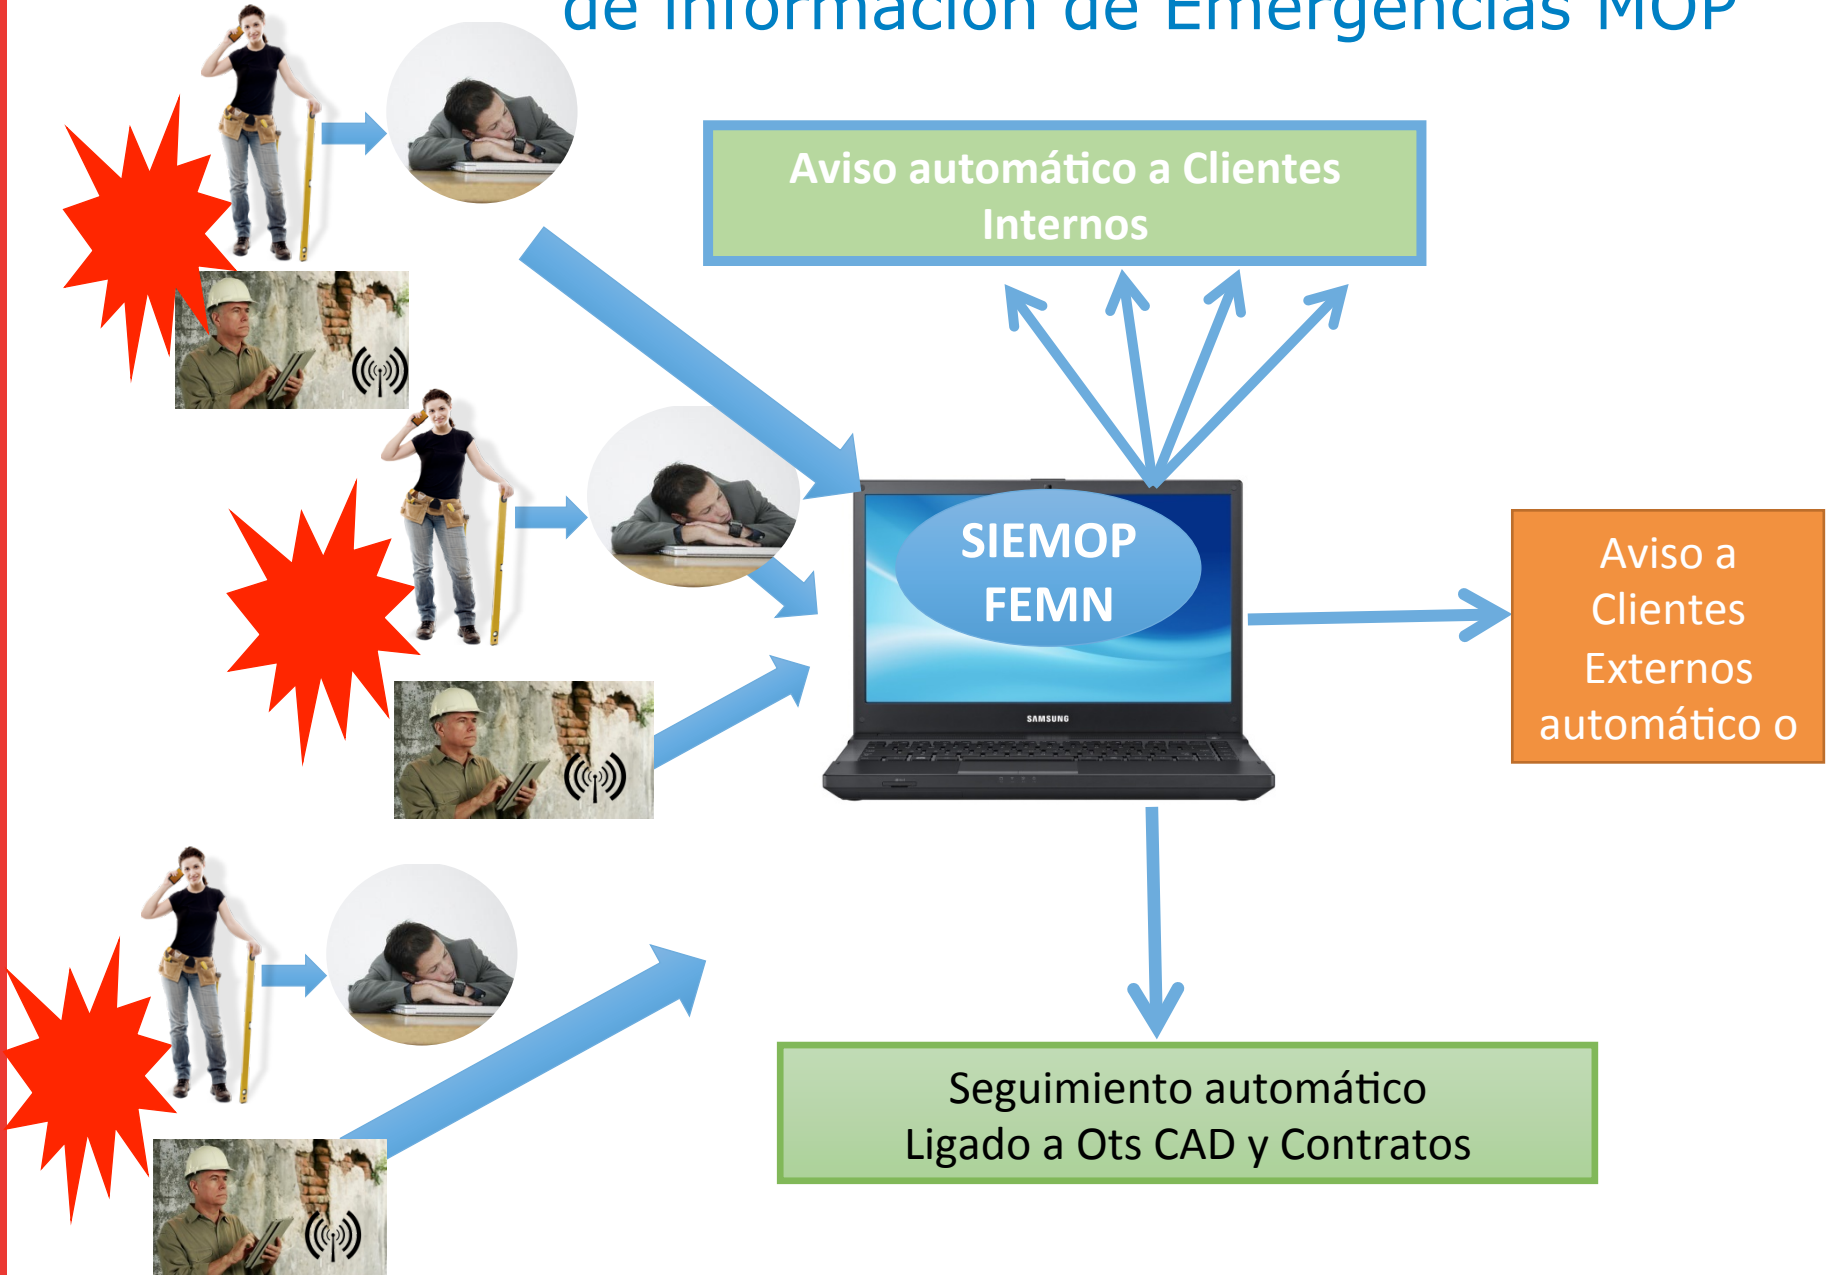 de información de Emergencias MOP
Aviso automático a Clientes
Internos
SIEMOP
FEMN
SAMSUNG
Aviso a
Clientes
Externos
automático o
Seguimiento automático
Ligado a Ots CAD y Contratos